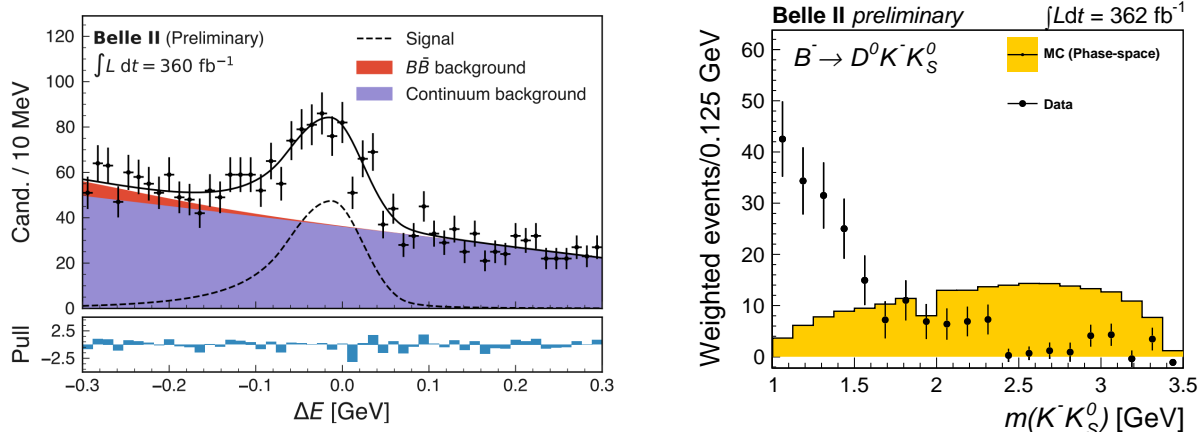 Belle II (Preliminary)
∫L dt = 360 fb⁻¹
Signal
BB̄ background
Continuum background
Cand. / 10 MeV
120
100
80
60
40
20
0
Pull
2.5
−2.5
−0.3 −0.2 −0.1 0.0 0.1 0.2 0.3
ΔE [GeV]
Belle II preliminary ∫Ldt = 362 fb⁻¹
B⁻ → D⁰K⁻K⁰S
MC (Phase-space)
Data
Weighted events/0.125 GeV
60
50
40
30
20
10
0
1 1.5 2 2.5 3 3.5
m(K⁻K⁰S) [GeV]